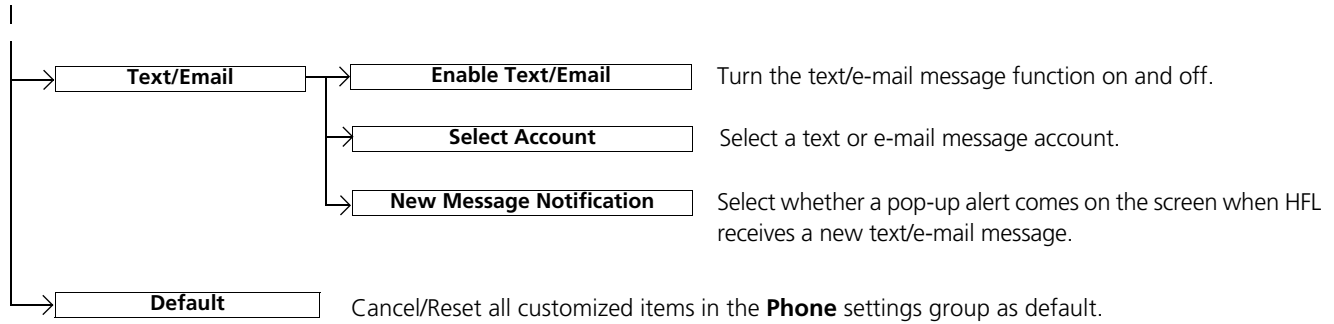 Text/Email
Enable Text/Email
Turn the text/e-mail message function on and off.
Select Account
Select a text or e-mail message account.
New Message Notification
Select whether a pop-up alert comes on the screen when HFL
receives a new text/e-mail message.
Default
Cancel/Reset all customized items in the Phone settings group as default.